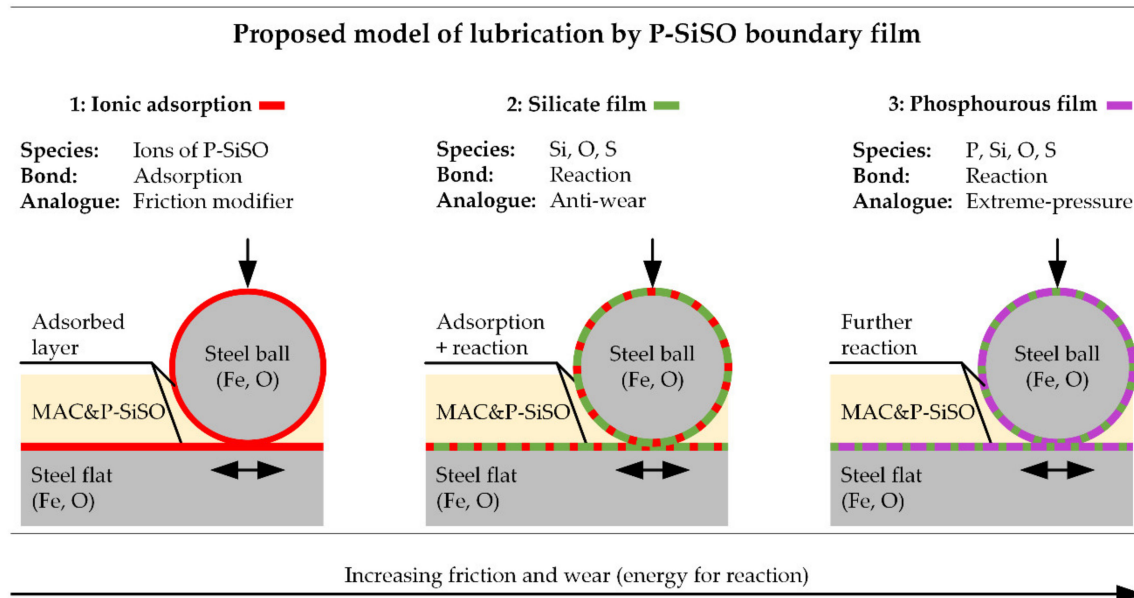 Proposed model of lubrication by P-SiSO boundary film
1: Ionic adsorption
Species: Ions of P-SiSO
Bond: Adsorption
Analogue: Friction modifier
Adsorbed
layer
Steel ball
(Fe, O)
MAC&P-SiSO
Steel flat
(Fe, O)
2: Silicate film
Species: Si, O, S
Bond: Reaction
Analogue: Anti-wear
Adsorption
+ reaction
Steel ball
(Fe, O)
MAC&P-SiSO
Steel flat
(Fe, O)
3: Phosphourous film
Species: P, Si, O, S
Bond: Reaction
Analogue: Extreme-pressure
Further
reaction
Steel ball
(Fe, O)
MAC&P-SiSO
Steel flat
(Fe, O)
Increasing friction and wear (energy for reaction)